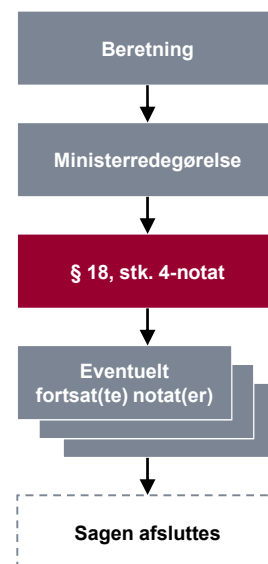 Beretning
Ministerredegørelse
§ 18, stk. 4-notat
Eventuelt
fortsat(te) notat(er)
Sagen afsluttes